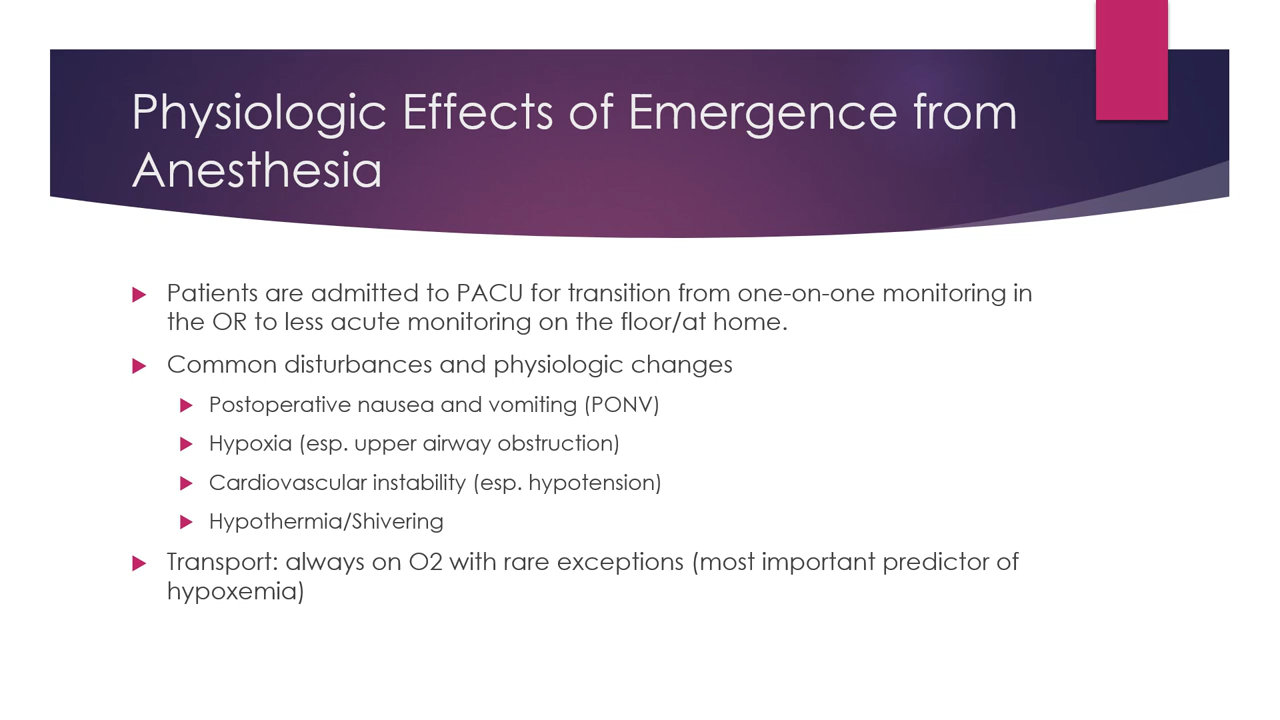 Physiologic Effects of Emergence from
Anesthesia
Patients are admitted to PACU for transition from one-on-one monitoring in
the OR to less acute monitoring on the floor/at home.
Common disturbances and physiologic changes
Postoperative nausea and vomiting (PONV)
Hypoxia (esp. upper airway obstruction)
Cardiovascular instability (esp. hypotension)
Hypothermia/Shivering
Transport: always on O2 with rare exceptions (most important predictor of
hypoxemia)